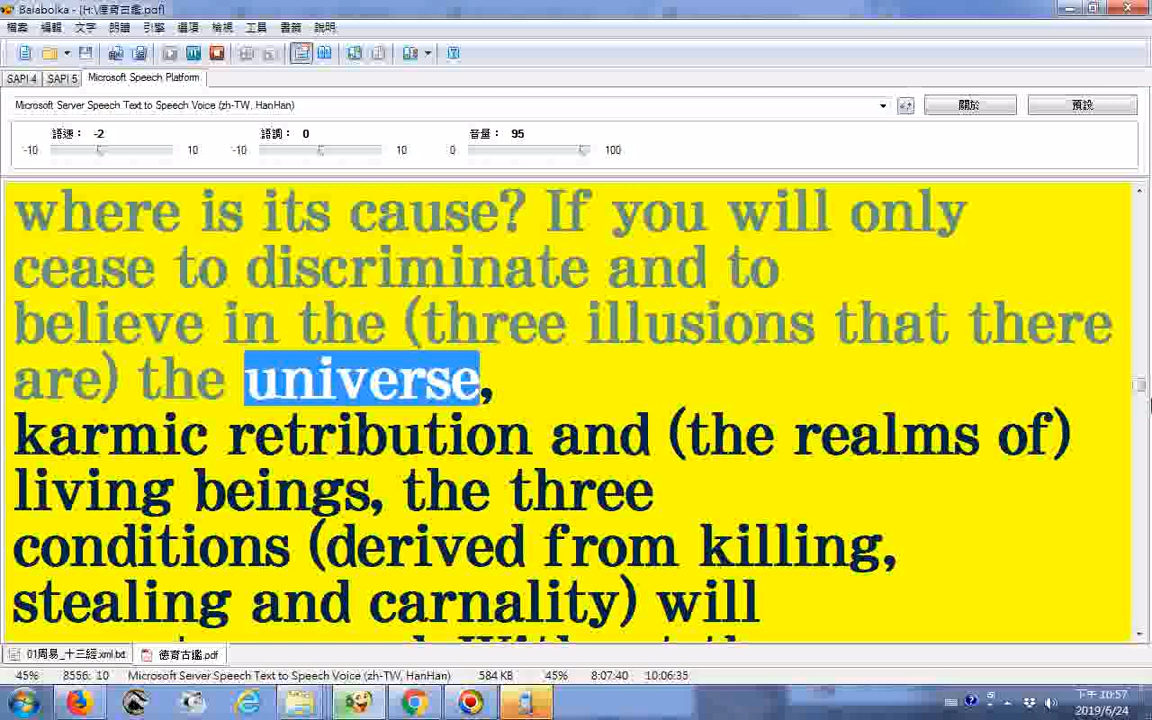 Balabolka - [H:\德育古鑑.pdf]
檔案 編輯 文字 朗讀 引擎 選項 檢視 工具 書籤 說明
SAPI 4 SAPI 5 Microsoft Speech Platform
Microsoft Server Speech Text to Speech Voice (zh-TW, HanHan) 關於 預設
語速: -2 語調: 0 音量: 95
-10 10 -10 10 0 100
where is its cause? If you will only
cease to discriminate and to
believe in the (three illusions that there
are) the universe,
karmic retribution and (the realms of)
living beings, the three
conditions (derived from killing,
stealing and carnality) will
01周易_十三經.xml.bd 德育古鑑.pdf
45% 8556: 10 Microsoft Server Speech Text to Speech Voice (zh-TW, HanHan) 584 KB 45% 8:07:40 10:06:35
下午 10:57
2019/6/24